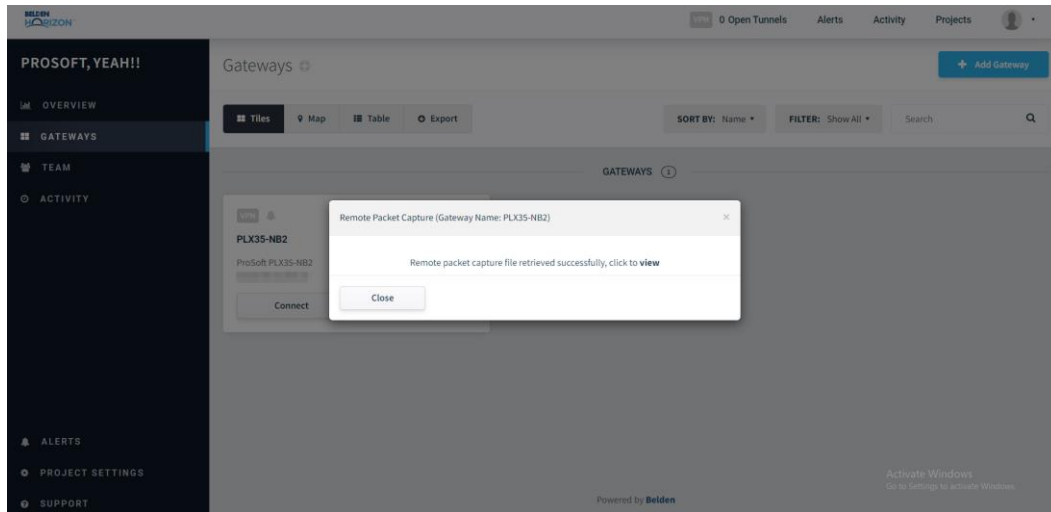 BELDEN
HORIZON
VPN 0 Open Tunnels Alerts Activity Projects
PROSOFT, YEAH!!
Gateways
Add Gateway
OVERVIEW
GATEWAYS
TEAM
ACTIVITY
Tiles Map Table Export
SORT BY: Name FILTER: Show All Search
GATEWAYS 1
VPN
PLX35-NB2
ProSoft PLX35-NB2
Connect
Remote Packet Capture (Gateway Name: PLX35-NB2)
Remote packet capture file retrieved successfully, click to view
Close
ALERTS
PROJECT SETTINGS
SUPPORT
Activate Windows
Go to Settings to activate Windows.
Powered by Belden